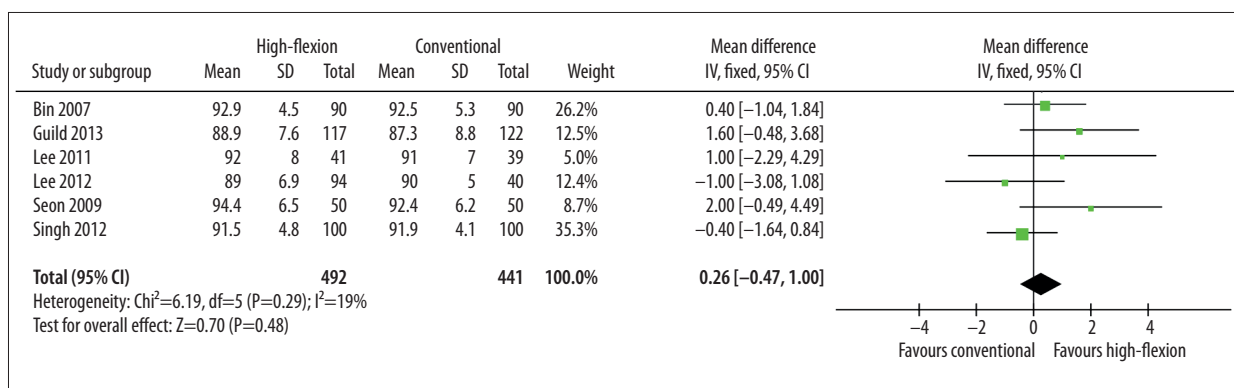 High-flexion Conventional Mean difference Mean difference
Study or subgroup Mean SD Total Mean SD Total Weight IV, fixed, 95% CI IV, fixed, 95% CI
Bin 2007 92.9 4.5 90 92.5 5.3 90 26.2% 0.40 [−1.04, 1.84]
Guild 2013 88.9 7.6 117 87.3 8.8 122 12.5% 1.60 [−0.48, 3.68]
Lee 2011 92 8 41 91 7 39 5.0% 1.00 [−2.29, 4.29]
Lee 2012 89 6.9 94 90 5 40 12.4% −1.00 [−3.08, 1.08]
Seon 2009 94.4 6.5 50 92.4 6.2 50 8.7% 2.00 [−0.49, 4.49]
Singh 2012 91.5 4.8 100 91.9 4.1 100 35.3% −0.40 [−1.64, 0.84]
Total (95% CI) 492 441 100.0% 0.26 [−0.47, 1.00]
Heterogeneity: Chi²=6.19, df=5 (P=0.29); I²=19%
Test for overall effect: Z=0.70 (P=0.48)
−4 −2 0 2 4
Favours conventional Favours high-flexion